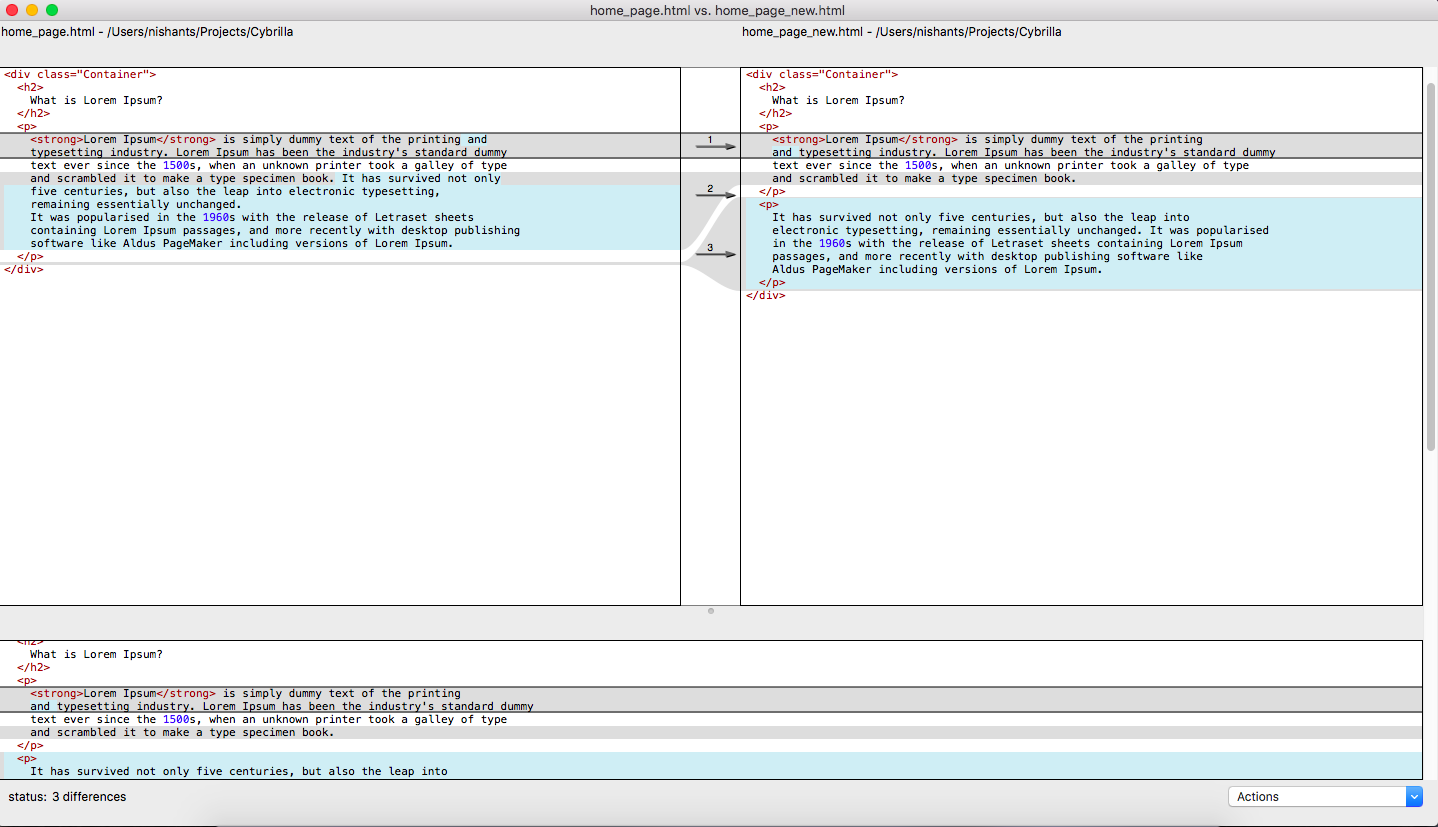 home_page.html vs. home_page_new.html
home_page.html - /Users/nishants/Projects/Cybrilla
home_page_new.html - /Users/nishants/Projects/Cybrilla
<div class="Container">
<h2>
What is Lorem Ipsum?
</h2>
<p>
<strong>Lorem Ipsum</strong> is simply dummy text of the printing and
typesetting industry. Lorem Ipsum has been the industry's standard dummy
text ever since the 1500s, when an unknown printer took a galley of type
and scrambled it to make a type specimen book. It has survived not only
five centuries, but also the leap into electronic typesetting,
remaining essentially unchanged.
It was popularised in the 1960s with the release of Letraset sheets
containing Lorem Ipsum passages, and more recently with desktop publishing
software like Aldus PageMaker including versions of Lorem Ipsum.
</p>
</div>
1
2
3
<div class="Container">
<h2>
What is Lorem Ipsum?
</h2>
<p>
<strong>Lorem Ipsum</strong> is simply dummy text of the printing
and typesetting industry. Lorem Ipsum has been the industry's standard dummy
text ever since the 1500s, when an unknown printer took a galley of type
and scrambled it to make a type specimen book.
</p>
<p>
It has survived not only five centuries, but also the leap into
electronic typesetting, remaining essentially unchanged. It was popularised
in the 1960s with the release of Letraset sheets containing Lorem Ipsum
passages, and more recently with desktop publishing software like
Aldus PageMaker including versions of Lorem Ipsum.
</p>
</div>
<h2>
What is Lorem Ipsum?
</h2>
<p>
<strong>Lorem Ipsum</strong> is simply dummy text of the printing
and typesetting industry. Lorem Ipsum has been the industry's standard dummy
text ever since the 1500s, when an unknown printer took a galley of type
and scrambled it to make a type specimen book.
</p>
<p>
It has survived not only five centuries, but also the leap into
status: 3 differences
Actions